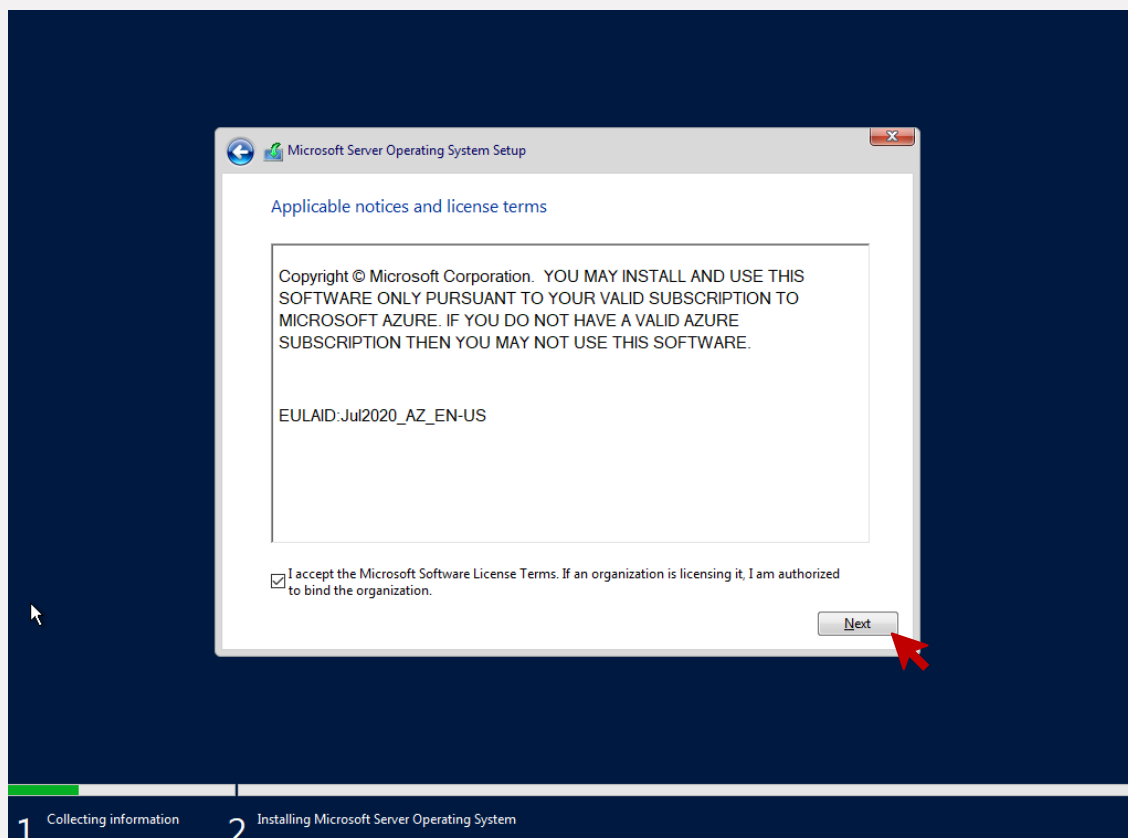 Microsoft Server Operating System Setup
Applicable notices and license terms
Copyright © Microsoft Corporation.  YOU MAY INSTALL AND USE THIS
SOFTWARE ONLY PURSUANT TO YOUR VALID SUBSCRIPTION TO
MICROSOFT AZURE. IF YOU DO NOT HAVE A VALID AZURE
SUBSCRIPTION THEN YOU MAY NOT USE THIS SOFTWARE.
EULAID:Jul2020_AZ_EN-US
I accept the Microsoft Software License Terms. If an organization is licensing it, I am authorized
to bind the organization.
Next
1 Collecting information
2 Installing Microsoft Server Operating System